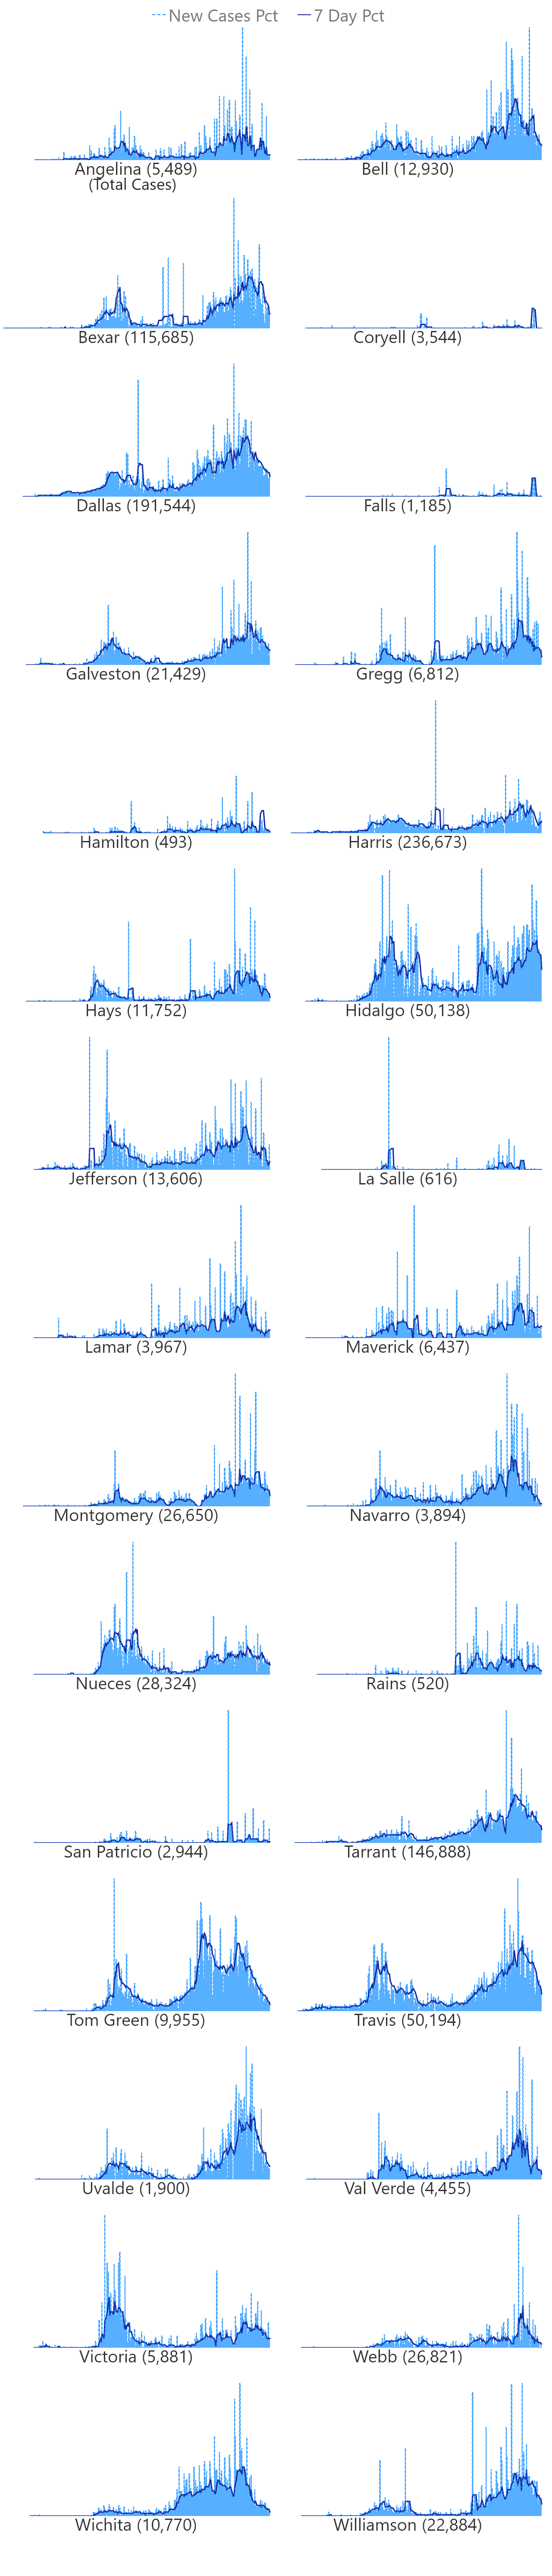 New Cases Pct 7 Day Pct
Angelina (5,489) Bell (12,930)
(Total Cases)
Bexar (115,685) Coryell (3,544)
Dallas (191,544) Falls (1,185)
Galveston (21,429) Gregg (6,812)
Hamilton (493) Harris (236,673)
Hays (11,752) Hidalgo (50,138)
Jefferson (13,606) La Salle (616)
Lamar (3,967) Maverick (6,437)
Montgomery (26,650) Navarro (3,894)
Nueces (28,324) Rains (520)
San Patricio (2,944) Tarrant (146,888)
Tom Green (9,955) Travis (50,194)
Uvalde (1,900) Val Verde (4,455)
Victoria (5,881) Webb (26,821)
Wichita (10,770) Williamson (22,884)